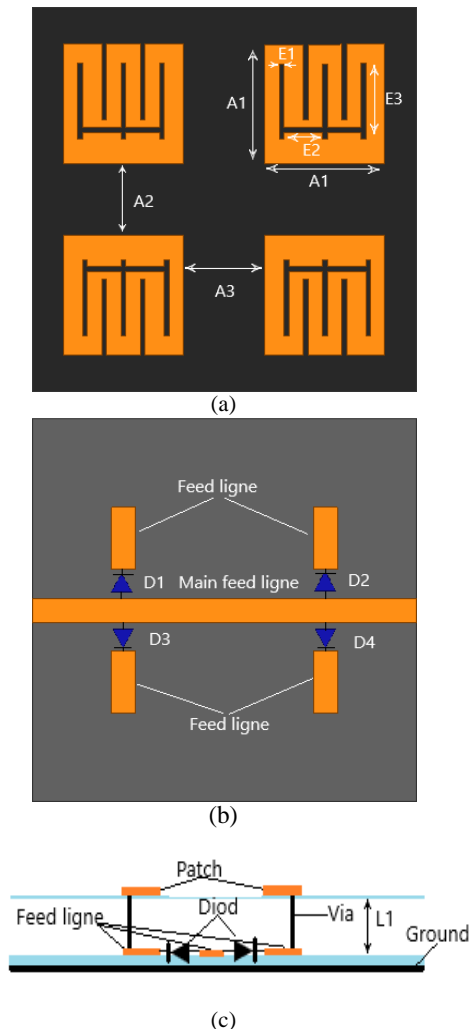 E1
A1
E3
E2
A1
A2
A3
(a)
Feed ligne
D1 Main feed ligne D2
D3 D4
Feed ligne
(b)
Patch
Feed ligne Diod Via L1
Ground
(c)